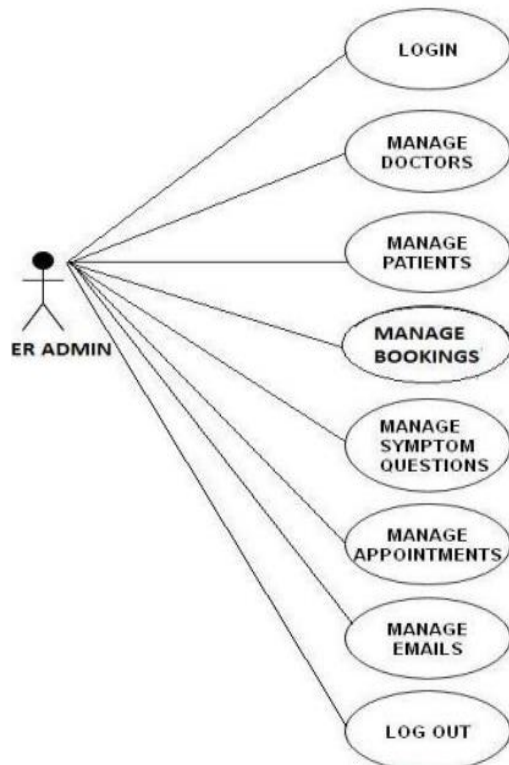 LOGIN
MANAGE
DOCTORS
MANAGE
PATIENTS
ER ADMIN
MANAGE
BOOKINGS
MANAGE
SYMPTOM
QUESTIONS
MANAGE
APPOINTMENTS
MANAGE
EMAILS
LOG OUT